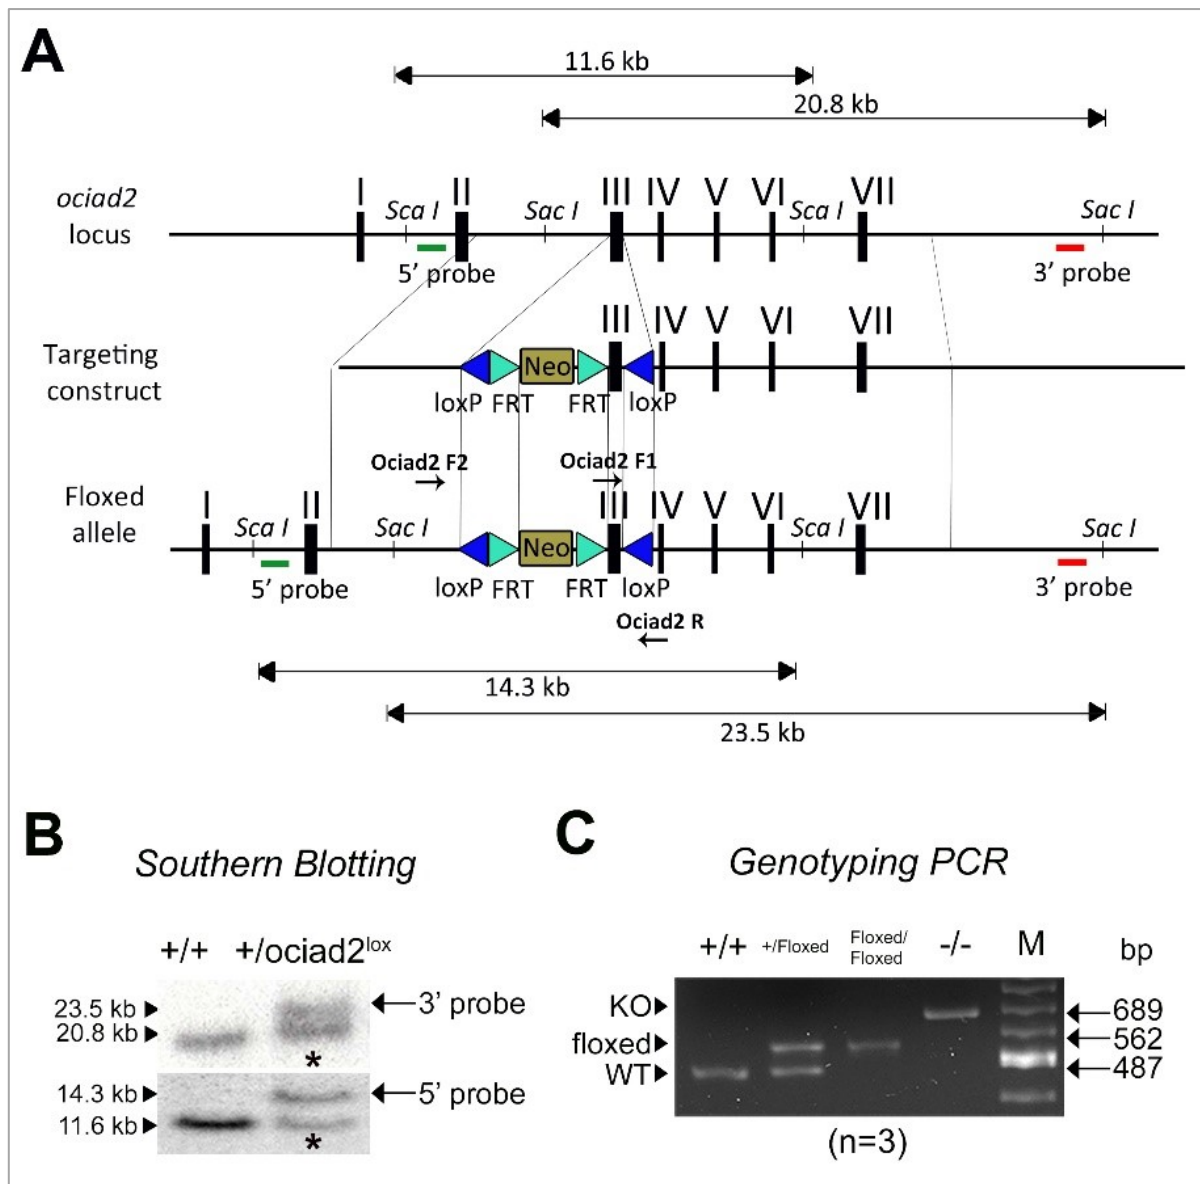 A
11.6 kb
20.8 kb
ociad2
locus
I
Sca I
II
Sac I
III
IV
V
VI
Sca I
VII
Sac I
5’ probe
3’ probe
Targeting
construct
III
IV
V
VI
VII
Neo
loxP
FRT
FRT
loxP
Ociad2 F2
Ociad2 F1
Floxed
allele
I
Sca I
II
Sac I
III
IV
V
VI
Sca I
VII
Sac I
Neo
5’ probe
loxP
FRT
FRT
loxP
3’ probe
Ociad2 R
14.3 kb
23.5 kb
B
Southern Blotting
+/+
+/ociad2lox
23.5 kb
20.8 kb
3’ probe
*
14.3 kb
11.6 kb
5’ probe
*
C
Genotyping PCR
+/+
+/Floxed
Floxed/
Floxed
-/-
M
bp
KO
floxed
WT
689
562
487
(n=3)